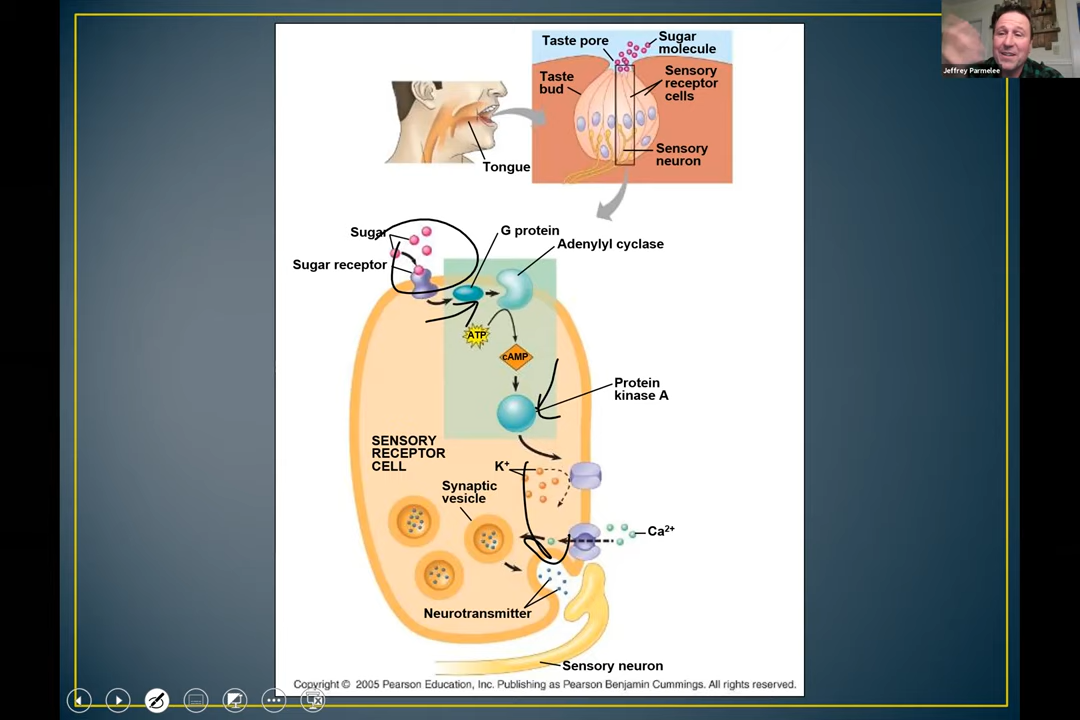 Jeffrey Parmelee
Taste pore
Sugar
molecule
Taste
bud
Sensory
receptor
cells
Sensory
neuron
Tongue
Sugar
G protein
Adenylyl cyclase
Sugar receptor
ATP
cAMP
Protein
kinase A
SENSORY
RECEPTOR
CELL
K+
Synaptic
vesicle
Ca2+
Neurotransmitter
Sensory neuron
Copyright © 2005 Pearson Education, Inc. Publishing as Pearson Benjamin Cummings. All rights reserved.